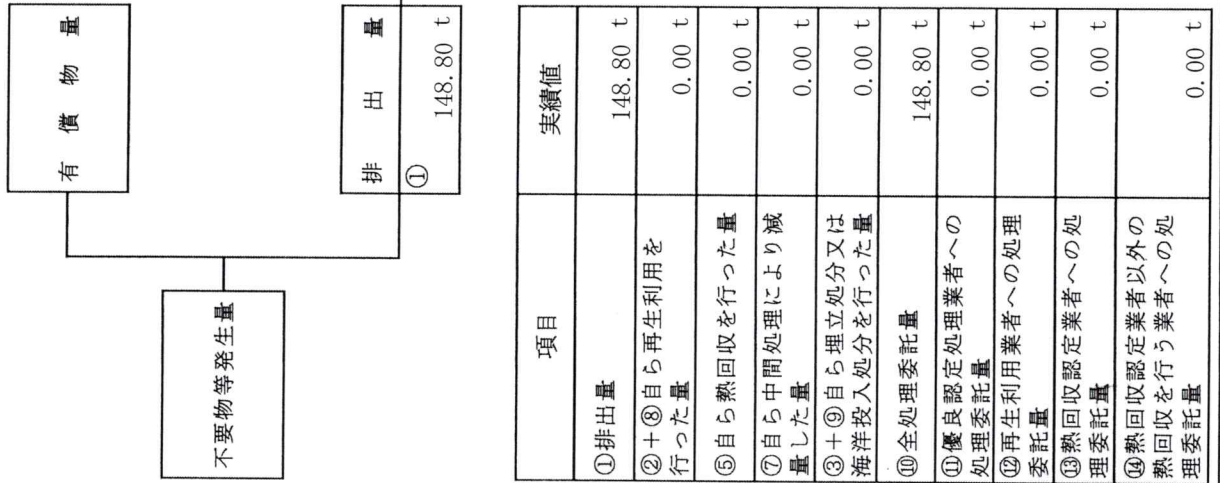 有償物量
不要物等発生量
排出量
① 148.80 t
項目 実績値
①排出量 148.80 t
②+⑧自ら再生利用を
行った量 0.00 t
⑤自ら熱回収を行った量 0.00 t
⑦自ら中間処理により減
量した量 0.00 t
③+⑨自ら埋立処分又は
海洋投入処分を行った量 0.00 t
⑩全処理委託量 148.80 t
⑪優良認定処理業者への
処理委託量 0.00 t
⑫再生利用業者への処理
委託量 0.00 t
⑬熱回収認定業者への処
理委託量 0.00 t
⑭熱回収認定業者以外の
熱回収を行う業者への処
理委託量 0.00 t